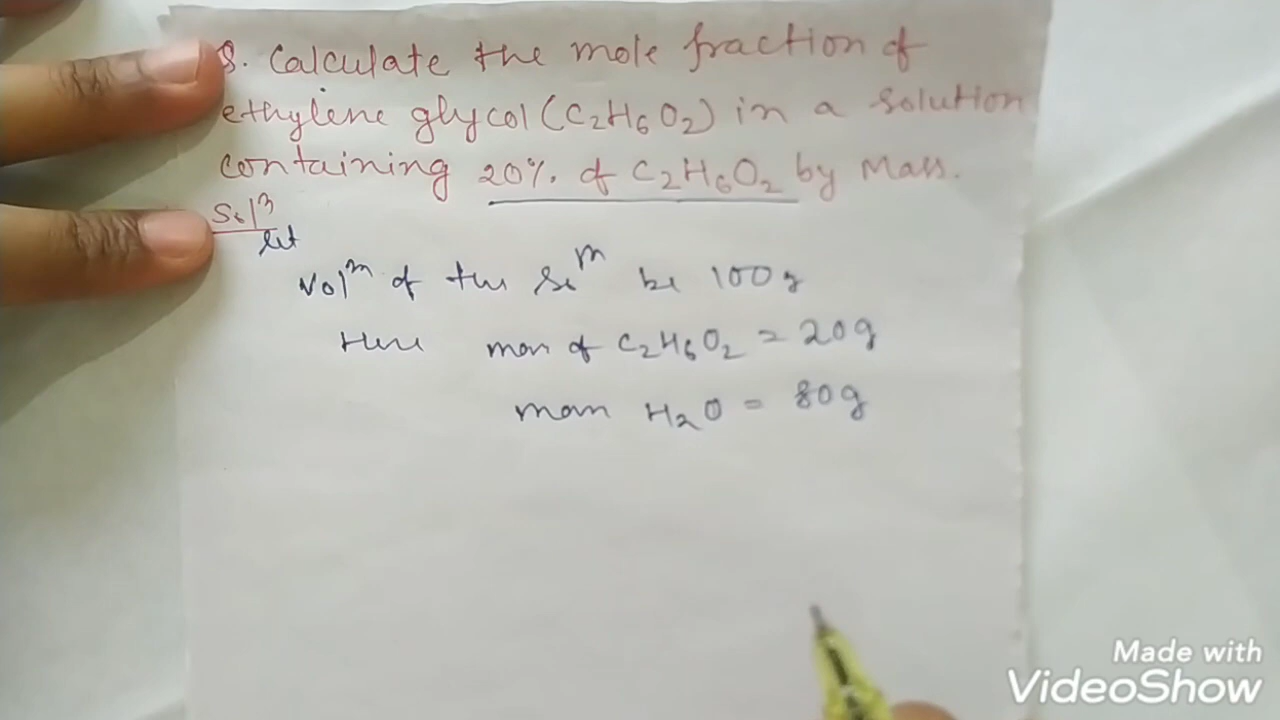 Q. Calculate the mole fraction of
ethylene glycol (C2H6O2) in a solution
containing 20% of C2H6O2 by Mass.
Sol^n
let
Vol^m of the So^m be 100g
Here mass of C2H6O2 = 20g
mass H2O = 80g
Made with
VideoShow